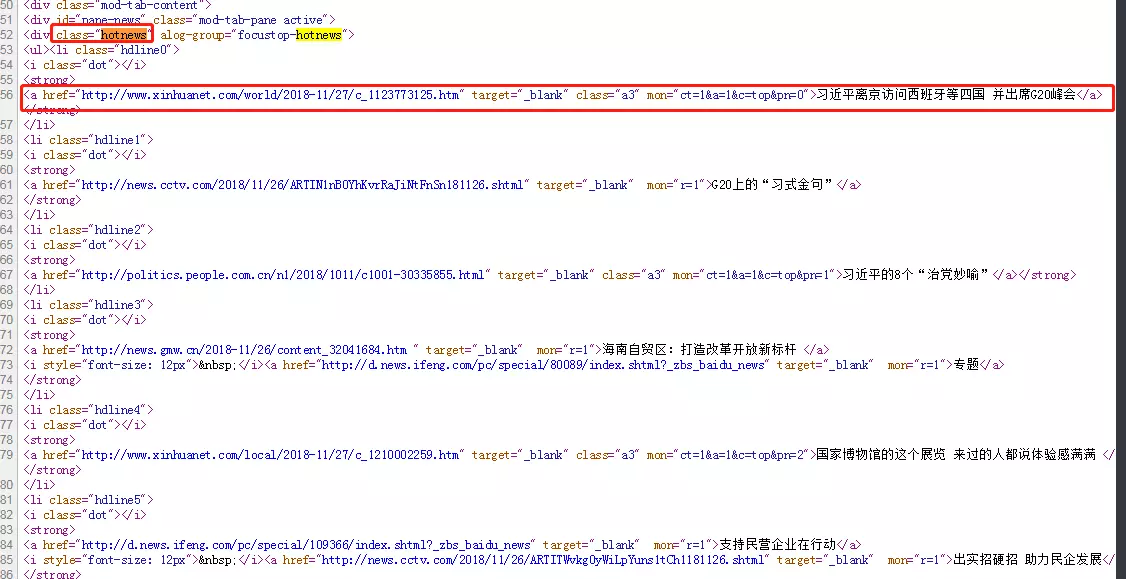 50 <div class="mod-tab-content">
51 <div id="pane-news" class="mod-tab-pane active">
52 <div class="hotnews" alog-group="focustop-hotnews">
53 <ul><li class="hdline0">
54 <i class="dot"></i>
55 <strong>
56 <a href="http://www.xinhuanet.com/world/2018-11/27/c_1123773125.htm" target="_blank" class="a3" mon="ct=1&a=1&c=top&pn=0">习近平离京访问西班牙等四国 并出席G20峰会</a>
</strong>
57 </li>
58 <li class="hdline1">
59 <i class="dot"></i>
60 <strong>
61 <a href="http://news.cctv.com/2018/11/26/ARTIN1nBOYhKvrRaJiNtFnSn181126.shtml" target="_blank"  mon="r=1">G20上的“习式金句”</a>
62 </strong>
63 </li>
64 <li class="hdline2">
65 <i class="dot"></i>
66 <strong>
67 <a href="http://politics.people.com.cn/n1/2018/1011/c1001-30335855.html" target="_blank" class="a3" mon="ct=1&a=1&c=top&pn=1">习近平的8个“治党妙喻”</a></strong>
68 </li>
69 <li class="hdline3">
70 <i class="dot"></i>
71 <strong>
72 <a href="http://news.gmw.cn/2018-11/26/content_32041684.htm " target="_blank"  mon="r=1">海南自贸区：打造改革开放新标杆 </a>
73 <i style="font-size: 12px">&nbsp;</i><a href="http://d.news.ifeng.com/pc/special/80089/index.shtml?_zbs_baidu_news" target="_blank"  mon="r=1">专题</a>
74 </strong>
75 </li>
76 <li class="hdline4">
77 <i class="dot"></i>
78 <strong>
79 <a href="http://www.xinhuanet.com/local/2018-11/27/c_1210002259.htm" target="_blank" class="a3" mon="ct=1&a=1&c=top&pn=2">国家博物馆的这个展览 来过的人都说体验感满满 </
</strong>
80 </li>
81 <li class="hdline5">
82 <i class="dot"></i>
83 <strong>
84 <a href="http://d.news.ifeng.com/pc/special/109366/index.shtml?_zbs_baidu_news" target="_blank"  mon="r=1">支持民营企业在行动</a>
85 <i style="font-size: 12px">&nbsp;</i><a href="http://news.cctv.com/2018/11/26/ARTITWvkgOyWiLpYuns1tCh1181126.shtml" target="_blank"  mon="r=1">出实招硬招 助力民企发展</
86 </strong>